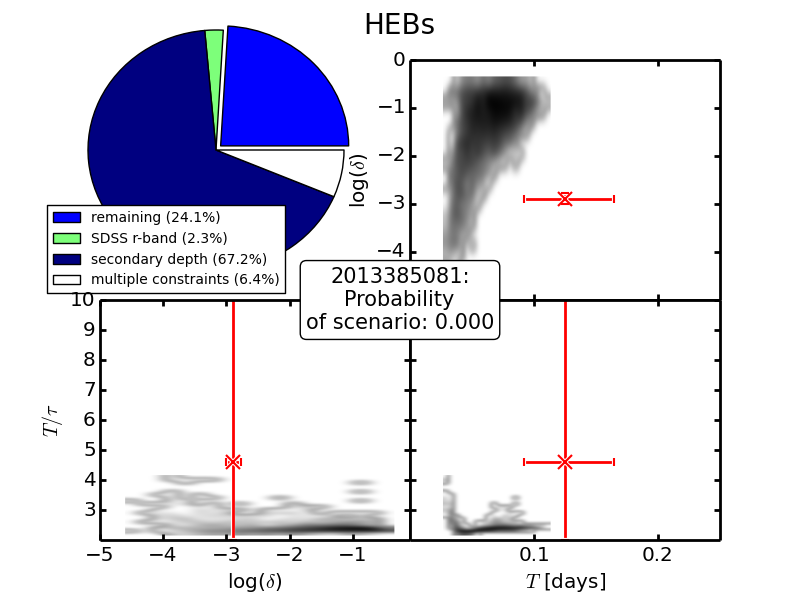 HEBs
remaining (24.1%)
SDSS r-band (2.3%)
secondary depth (67.2%)
multiple constraints (6.4%)
0
−1
−2
−3
−4
log(δ)
2013385081:
Probability
of scenario: 0.000
10
9
8
7
6
5
4
3
T/τ
−5 −4 −3 −2 −1
log(δ)
0.1 0.2
T [days]